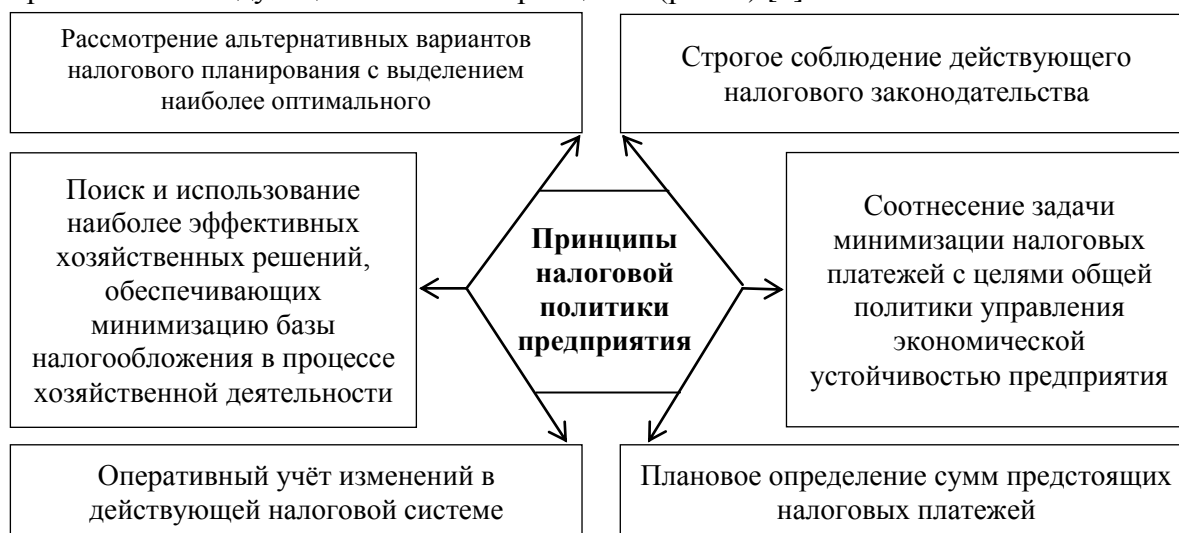 Рассмотрение альтернативных вариантов
налогового планирования с выделением
наиболее оптимального
Строгое соблюдение действующего
налогового законодательства
Поиск и использование
наиболее эффективных
хозяйственных решений,
обеспечивающих
минимизацию базы
налогообложения в процессе
хозяйственной деятельности
Принципы
налоговой
политики
предприятия
Соотнесение задачи
минимизации налоговых
платежей с целями общей
политики управления
экономической
устойчивостью предприятия
Оперативный учёт изменений в
действующей налоговой системе
Плановое определение сумм предстоящих
налоговых платежей